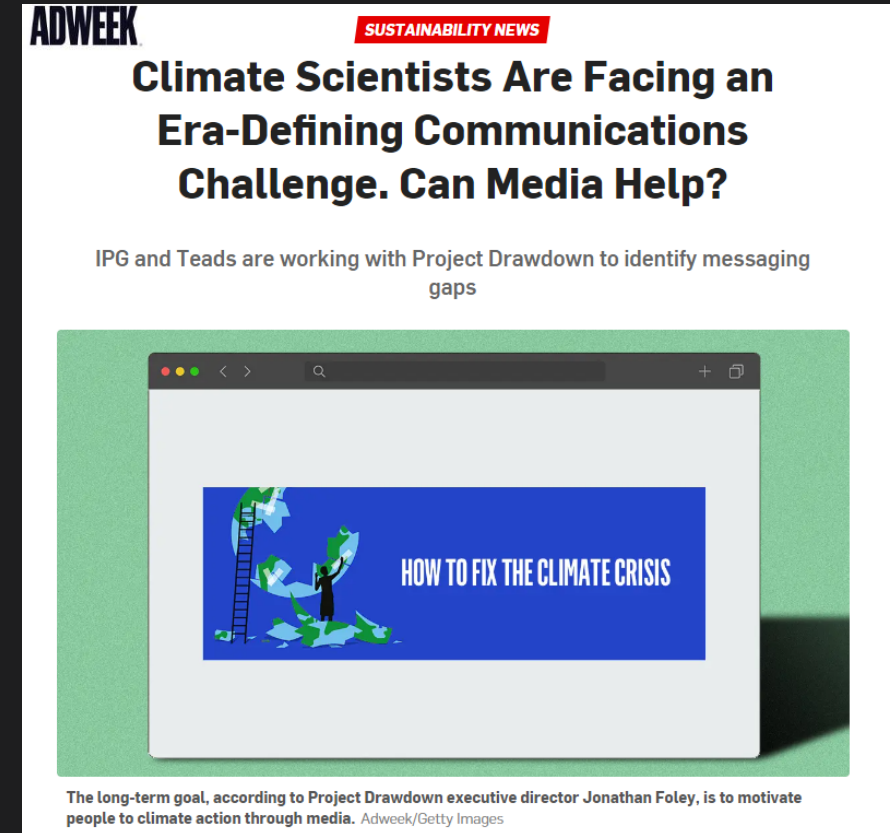 ADWEEK
SUSTAINABILITY NEWS
Climate Scientists Are Facing an
Era-Defining Communications
Challenge. Can Media Help?
IPG and Teads are working with Project Drawdown to identify messaging
gaps
HOW TO FIX THE CLIMATE CRISIS
The long-term goal, according to Project Drawdown executive director Jonathan Foley, is to motivate
people to climate action through media. Adweek/Getty Images